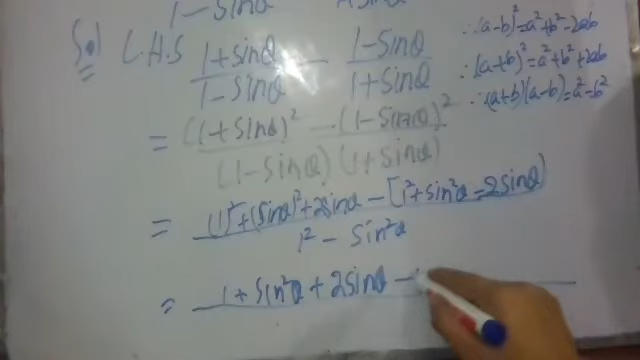 1 - sinθ
Sol L.H.S 1+sinθ / 1-sinθ - 1-sinθ / 1+sinθ
∵(a-b)²=a²+b²-2ab
∵(a+b)²=a²+b²+2ab
∵(a+b)(a-b)=a²-b²
= (1+sinθ)² - (1-sinθ)² / (1-sinθ)(1+sinθ)
= (1)²+(sinθ)²+2sinθ-[1²+sin²θ-2sinθ) / 1² - sin²θ
= 1+sin²θ+2sinθ-